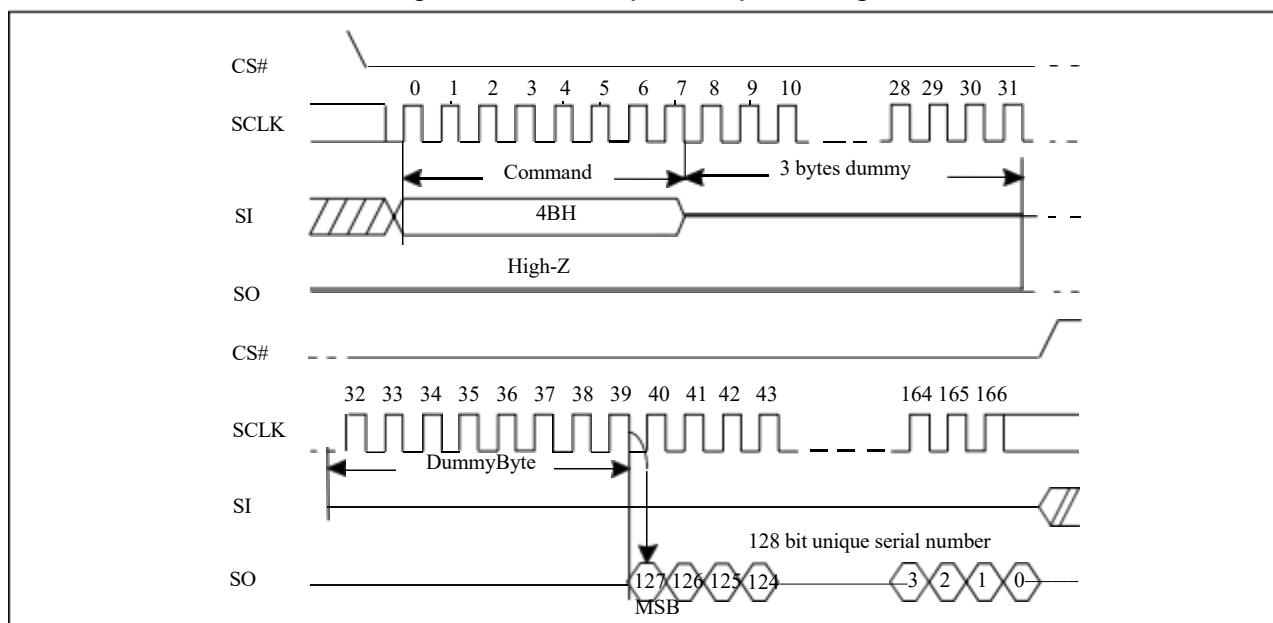 CS#
0 1 2 3 4 5 6 7 8 9 10 28 29 30 31
SCLK
Command 3 bytes dummy
SI 4BH
High-Z
SO
CS#
32 33 34 35 36 37 38 39 40 41 42 43 164 165 166
SCLK
DummyByte
SI
128 bit unique serial number
SO 127 126 125 124 3 2 1 0
MSB